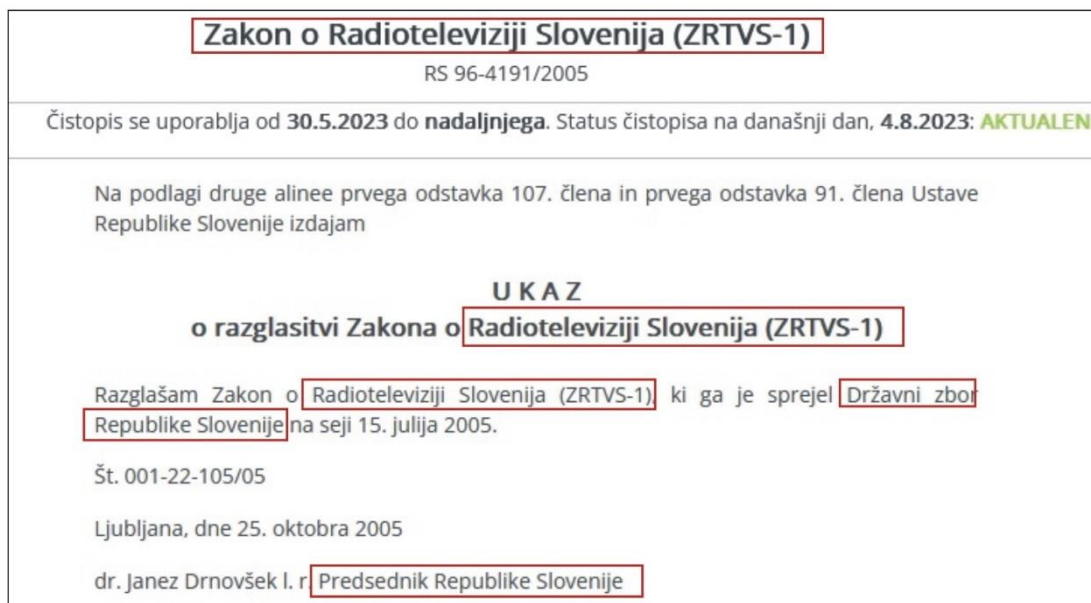 Zakon o Radioteleviziji Slovenija (ZRTVS-1)
RS 96-4191/2005
Čistopis se uporablja od 30.5.2023 do nadaljnjega. Status čistopisa na današnji dan, 4.8.2023: AKTUALEN
Na podlagi druge alinee prvega odstavka 107. člena in prvega odstavka 91. člena Ustave
Republike Slovenije izdajam
U K A Z
o razglasitvi Zakona o Radioteleviziji Slovenija (ZRTVS-1)
Razglašam Zakon o Radioteleviziji Slovenija (ZRTVS-1), ki ga je sprejel Državni zbor
Republike Slovenije na seji 15. julija 2005.
Št. 001-22-105/05
Ljubljana, dne 25. oktobra 2005
dr. Janez Drnovšek l. r. Predsednik Republike Slovenije